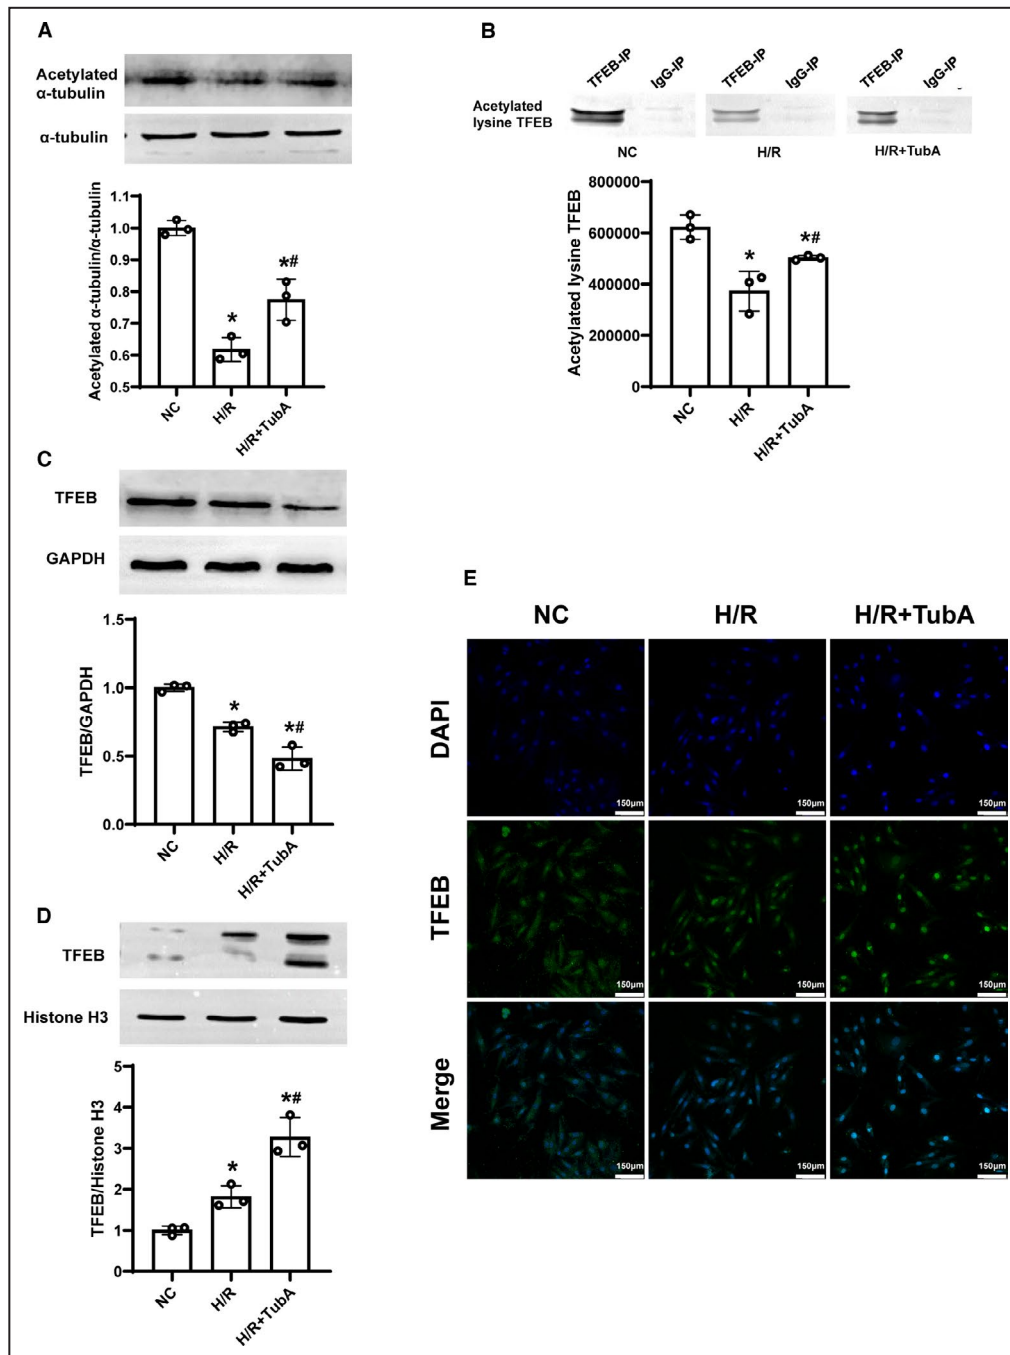 A
Acetylated
α-tubulin
α-tubulin
Acetylated α-tubulin/α-tubulin
1.1
1.0
0.9
0.8
0.7
0.6
0.5
*
*#
NC
H/R
H/R+TubA
B
TFEB-IP
IgG-IP
TFEB-IP
IgG-IP
TFEB-IP
IgG-IP
Acetylated
lysine TFEB
NC
H/R
H/R+TubA
Acetylated lysine TFEB
800000
600000
400000
200000
0
*
*#
NC
H/R
H/R+TubA
C
TFEB
GAPDH
TFEB/GAPDH
1.5
1.0
0.5
0.0
*
*#
NC
H/R
H/R+TubA
D
TFEB
Histone H3
TFEB/Histone H3
5
4
3
2
1
0
*
*#
NC
H/R
H/R+TubA
E
NC H/R H/R+TubA
DAPI
150μm 150μm 150μm
TFEB
150μm 150μm 150μm
Merge
150μm 150μm 150μm